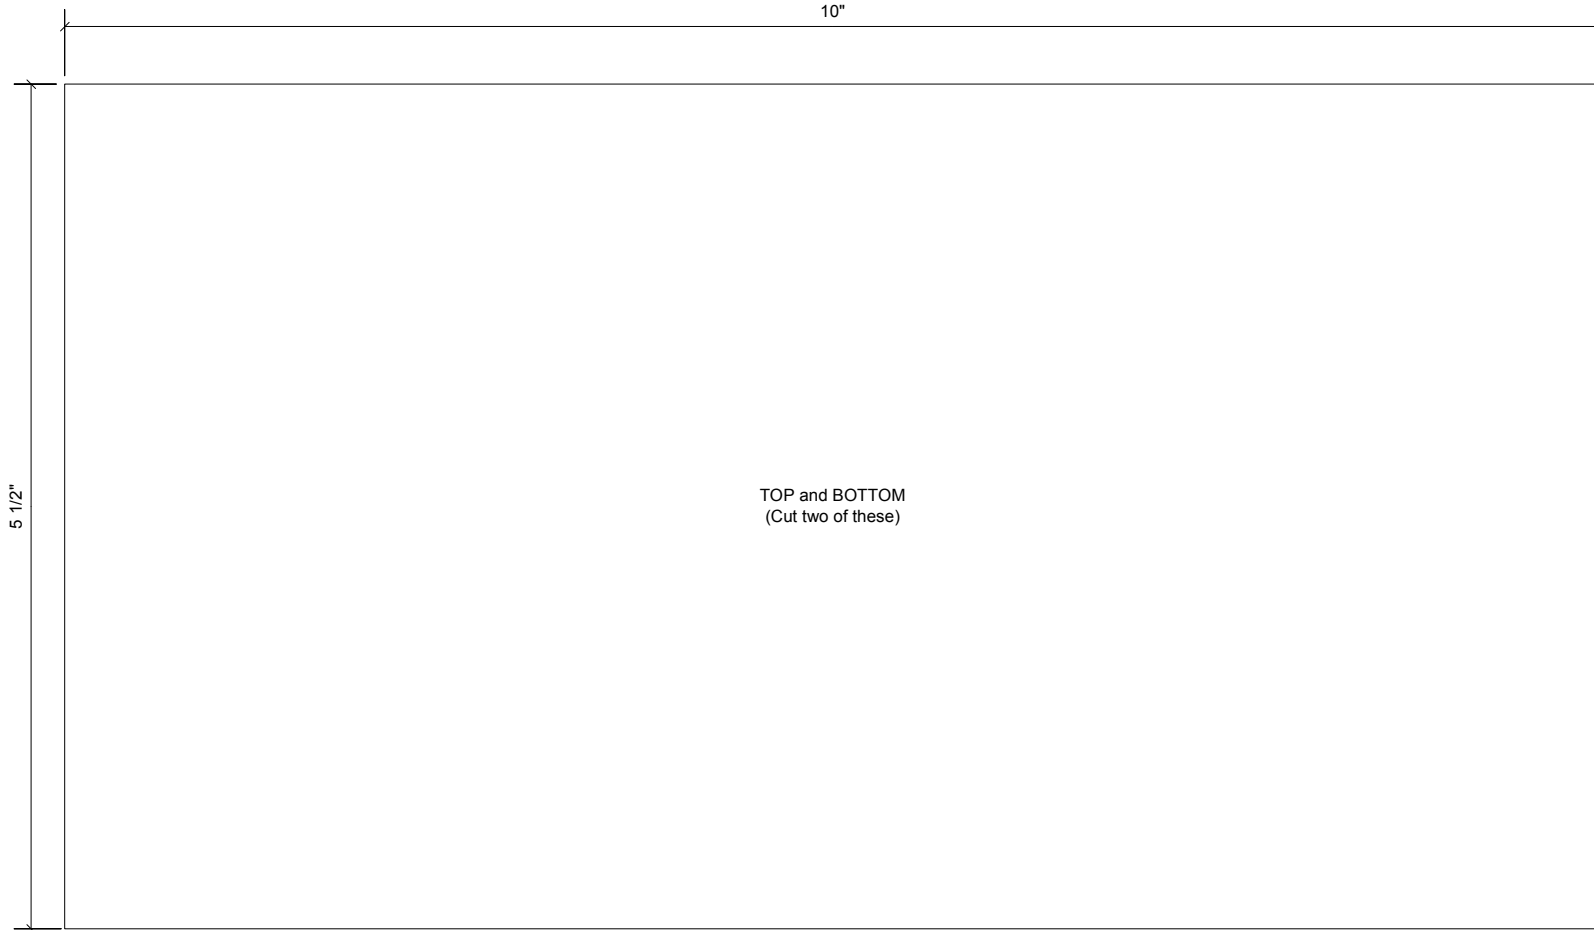 10"
5 1/2"
TOP and BOTTOM
(Cut two of these)